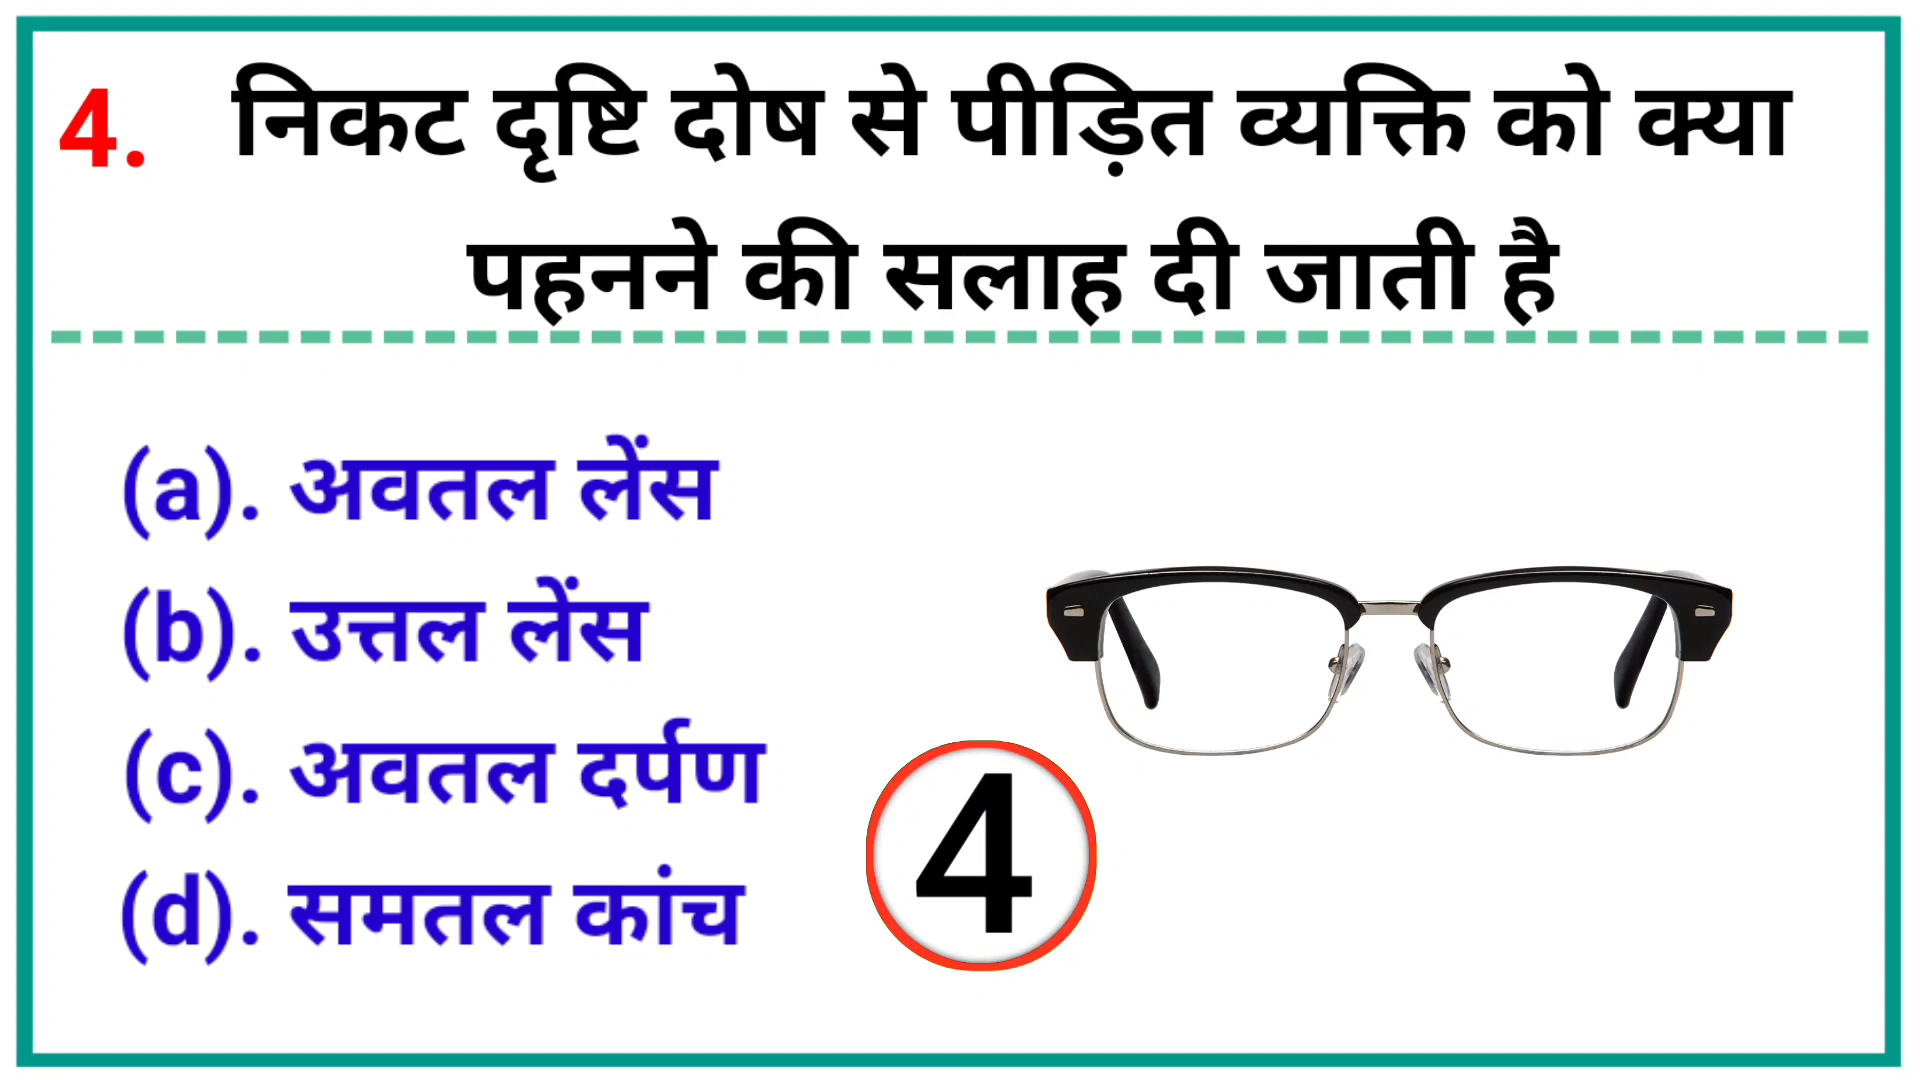 4. निकट दृष्टि दोष से पीड़ित व्यक्ति को क्या
पहनने की सलाह दी जाती है
(a). अवतल लेंस
(b). उत्तल लेंस
(c). अवतल दर्पण
(d). समतल कांच
4